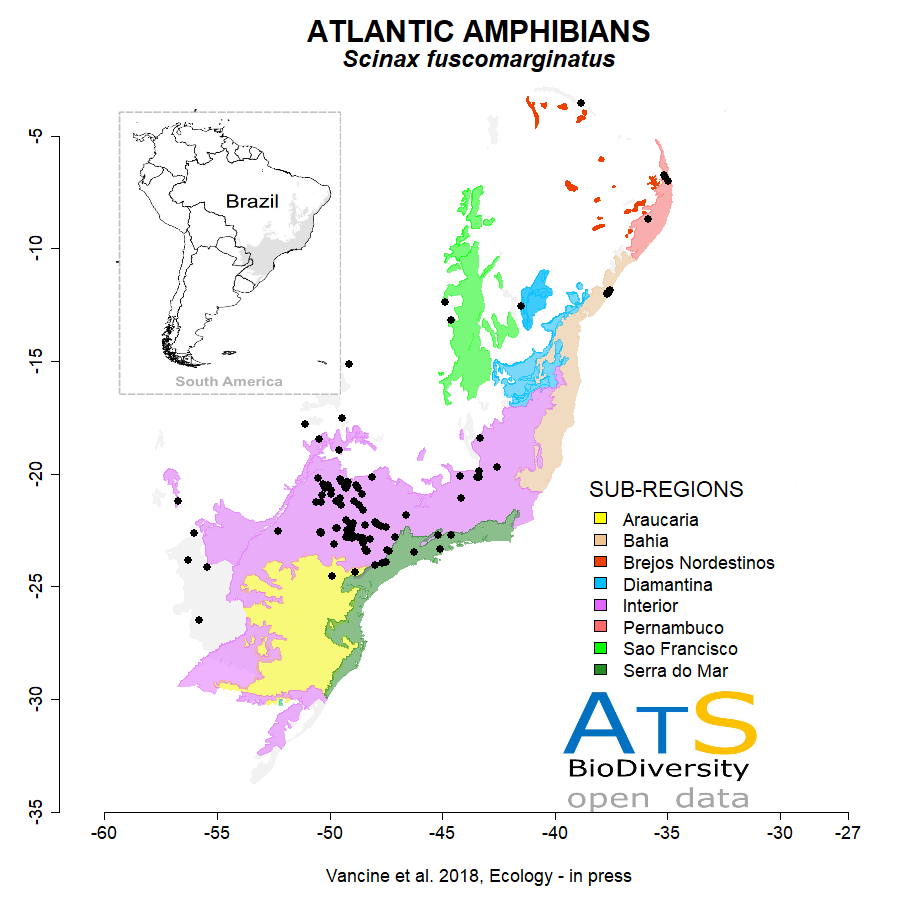 ATLANTIC AMPHIBIANS
Scinax fuscomarginatus
Brazil
South America
-5
-10
-15
-20
-25
-30
-35
SUB-REGIONS
Araucaria
Bahia
Brejos Nordestinos
Diamantina
Interior
Pernambuco
Sao Francisco
Serra do Mar
ATS
BioDiversity
open data
-60 -55 -50 -45 -40 -35 -30 -27
Vancine et al. 2018, Ecology - in press